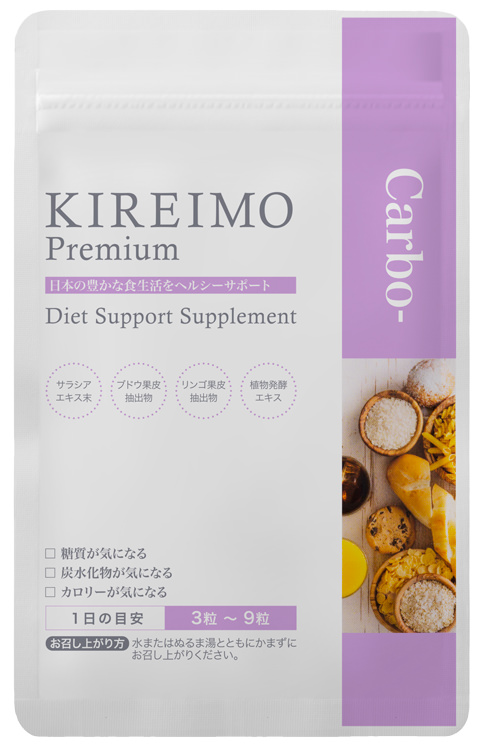 KIREIMO
Premium
日本の豊かな食生活をヘルシーサポート
Diet Support Supplement
サラシア
エキス末
ブドウ果皮
抽出物
リンゴ果皮
抽出物
植物発酵
エキス
□ 糖質が気になる
□ 炭水化物が気になる
□ カロリーが気になる
1日の目安 3粒 ～ 9粒
お召し上がり方 水またはぬるま湯とともにかまずに
お召し上がりください。
Carbo-